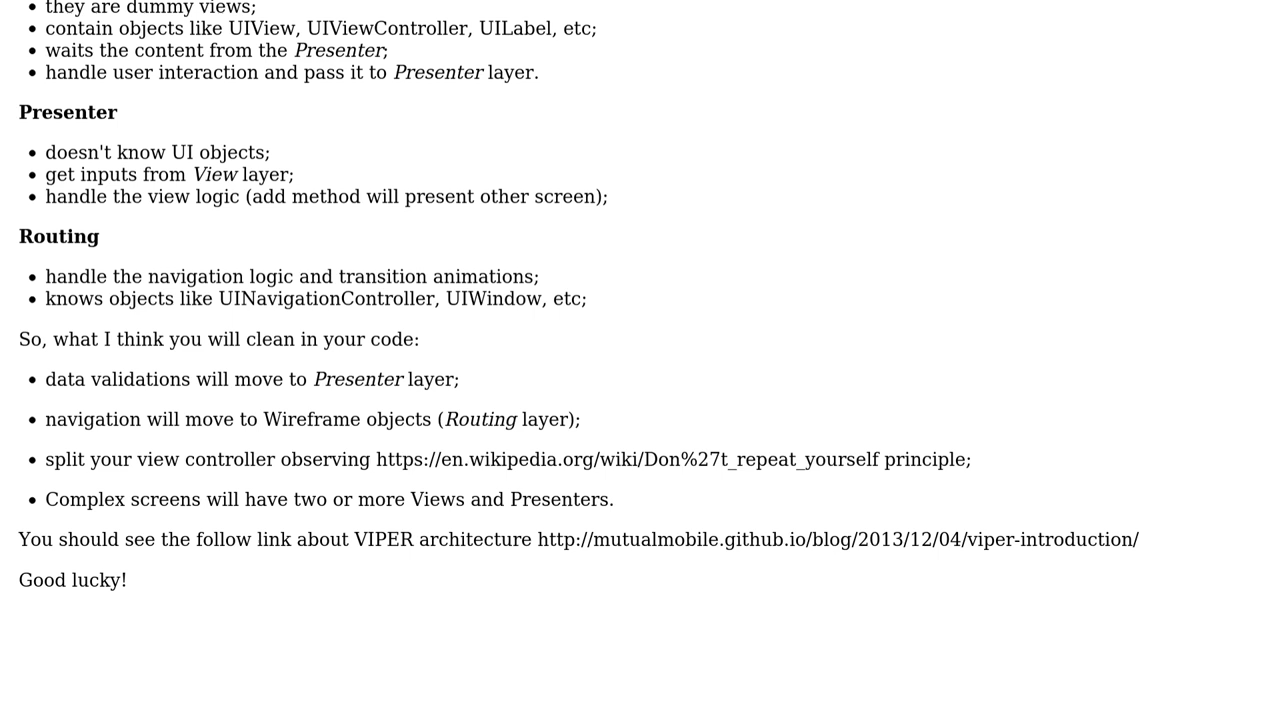 • they are dummy views;
• contain objects like UIView, UIViewController, UILabel, etc;
• waits the content from the Presenter;
• handle user interaction and pass it to Presenter layer.
Presenter
• doesn't know UI objects;
• get inputs from View layer;
• handle the view logic (add method will present other screen);
Routing
• handle the navigation logic and transition animations;
• knows objects like UINavigationController, UIWindow, etc;
So, what I think you will clean in your code:
• data validations will move to Presenter layer;
• navigation will move to Wireframe objects (Routing layer);
• split your view controller observing https://en.wikipedia.org/wiki/Don%27t_repeat_yourself principle;
• Complex screens will have two or more Views and Presenters.
You should see the follow link about VIPER architecture http://mutualmobile.github.io/blog/2013/12/04/viper-introduction/
Good lucky!